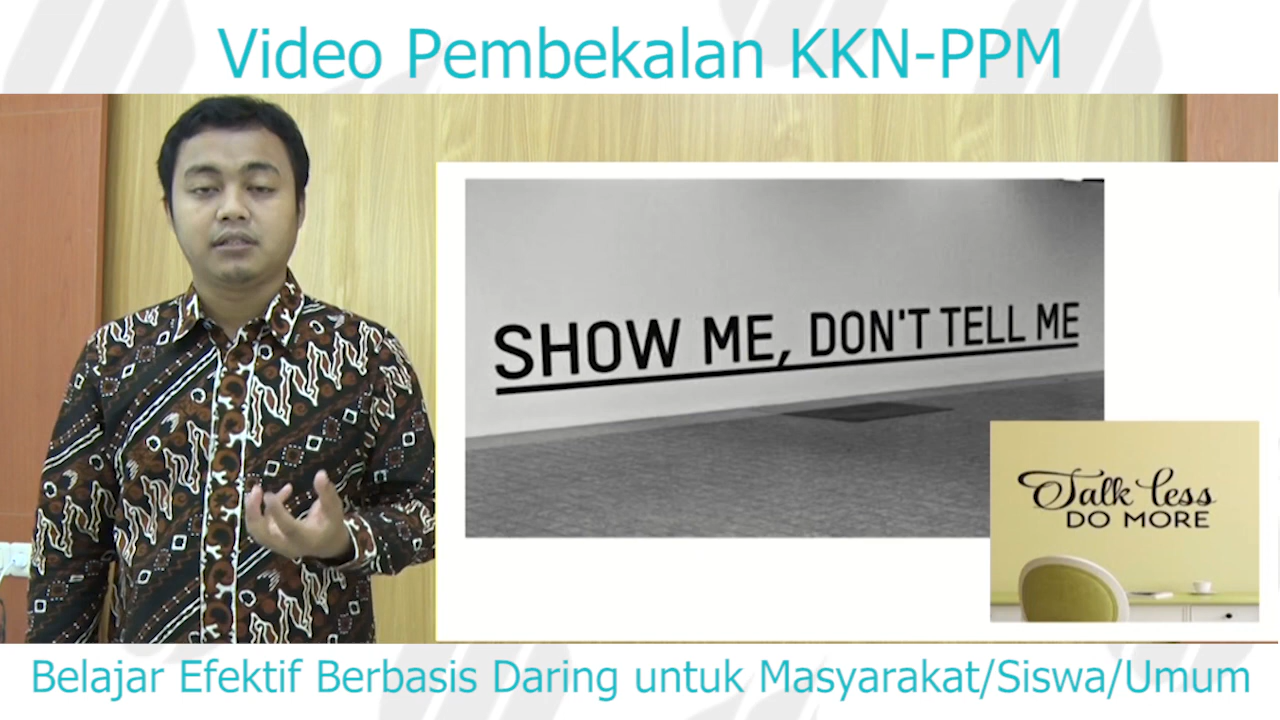 Video Pembekalan KKN-PPM
SHOW ME, DON'T TELL ME
Talk less
DO MORE
Belajar Efektif Berbasis Daring untuk Masyarakat/Siswa/Umum